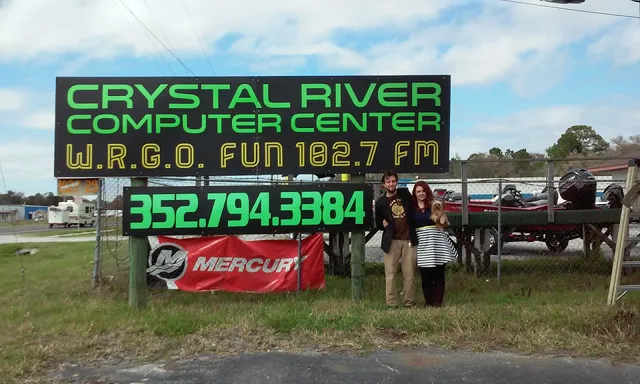 CRYSTAL RIVER
COMPUTER CENTER
W.R.G.O. FUN 102.7 FM
352.794.3384
MERCURY